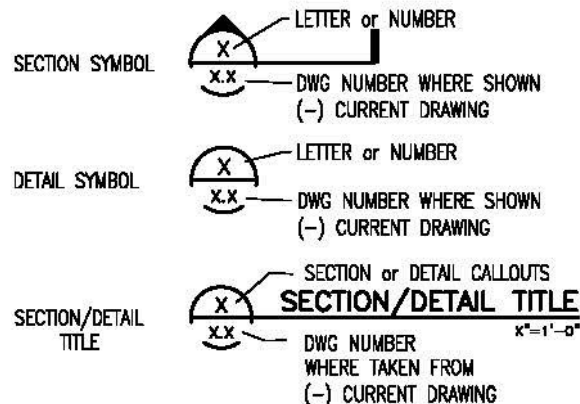 LETTER or NUMBER
X
SECTION SYMBOL
X.X
DWG NUMBER WHERE SHOWN
(-) CURRENT DRAWING
LETTER or NUMBER
X
DETAIL SYMBOL
X.X
DWG NUMBER WHERE SHOWN
(-) CURRENT DRAWING
SECTION or DETAIL CALLOUTS
X
SECTION/DETAIL TITLE
SECTION/DETAIL
TITLE
X"=1'-0"
X.X
DWG NUMBER
WHERE TAKEN FROM
(-) CURRENT DRAWING